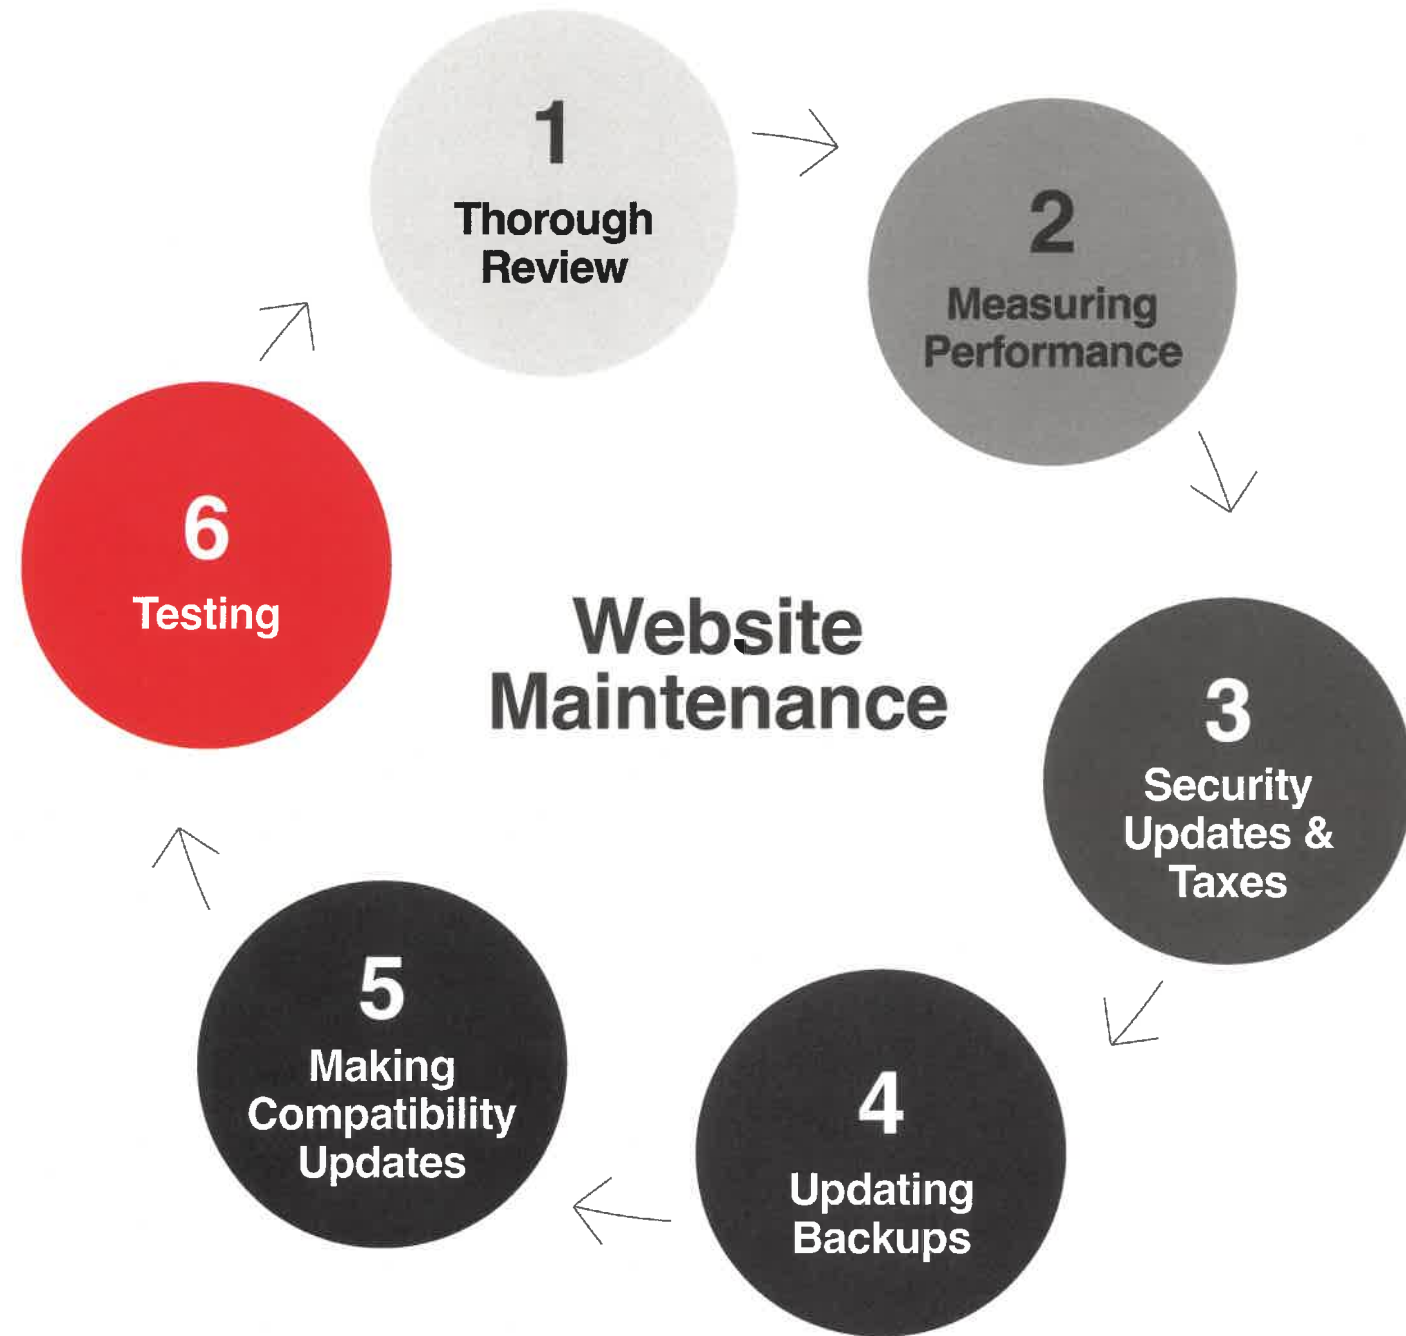 1
Thorough
Review
2
Measuring
Performance
3
Security
Updates &
Taxes
4
Updating
Backups
5
Making
Compatibility
Updates
6
Testing
Website
Maintenance